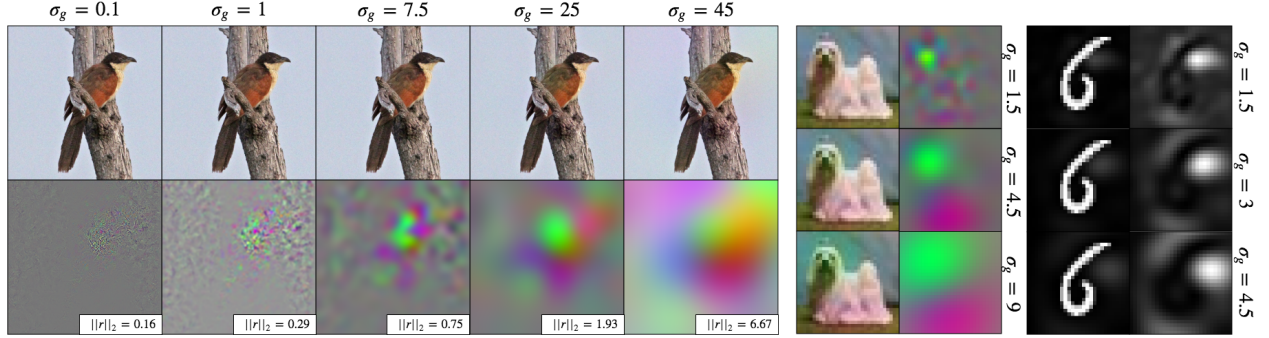 σg = 0.1
σg = 1
σg = 7.5
σg = 25
σg = 45
||r||₂ = 0.16
||r||₂ = 0.29
||r||₂ = 0.75
||r||₂ = 1.93
||r||₂ = 6.67
σg = 1.5
σg = 4.5
σg = 9
σg = 1.5
σg = 3
σg = 4.5